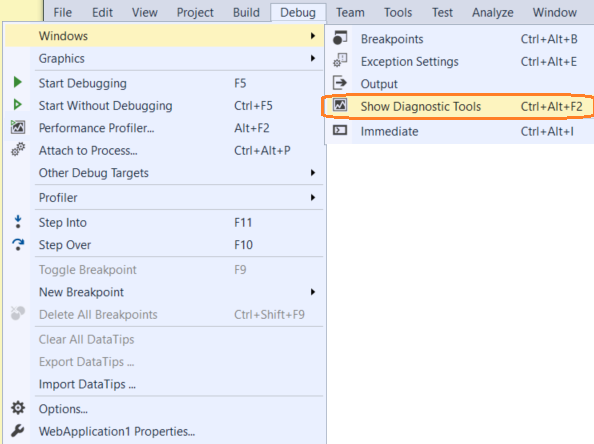 File Edit View Project Build Debug Team Tools Test Analyze Window
Windows
Graphics
Start Debugging F5
Start Without Debugging Ctrl+F5
Performance Profiler... Alt+F2
Attach to Process... Ctrl+Alt+P
Other Debug Targets
Profiler
Step Into F11
Step Over F10
Toggle Breakpoint F9
New Breakpoint
Delete All Breakpoints Ctrl+Shift+F9
Clear All DataTips
Export DataTips ...
Import DataTips ...
Options...
WebApplication1 Properties...
Breakpoints Ctrl+Alt+B
Exception Settings Ctrl+Alt+E
Output
Show Diagnostic Tools Ctrl+Alt+F2
Immediate Ctrl+Alt+I